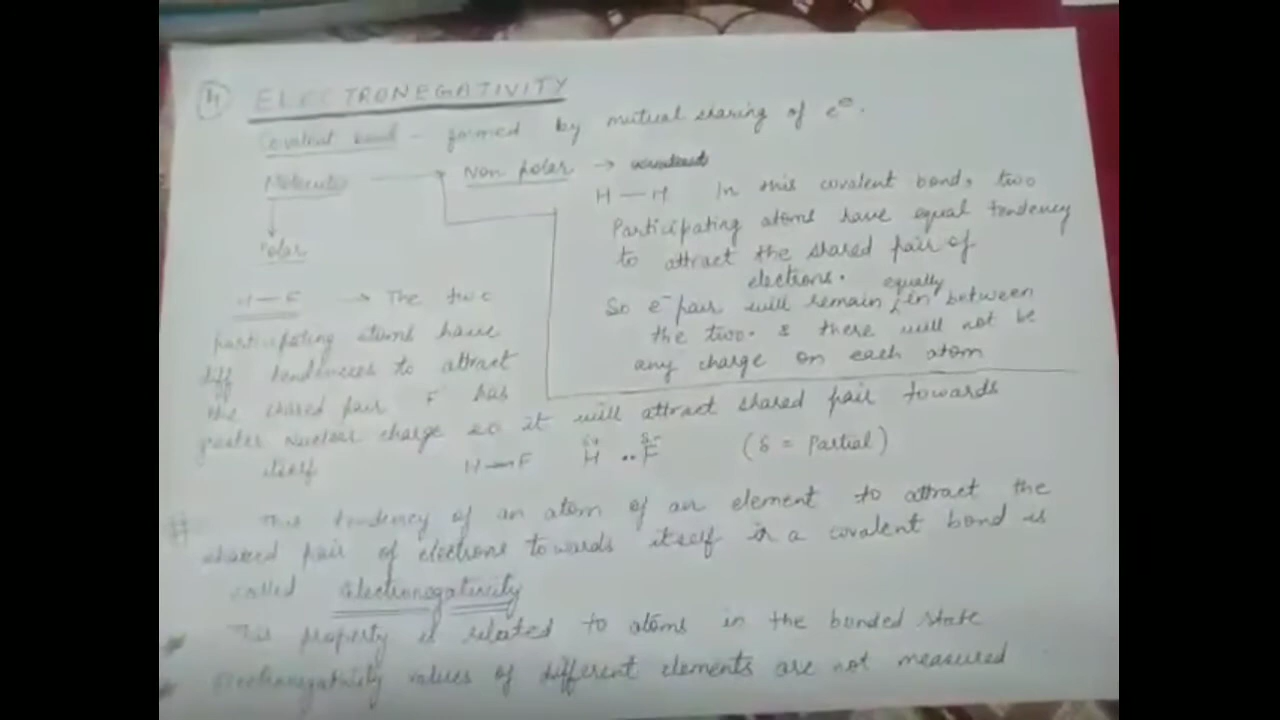 4) ELECTRONEGATIVITY
Covalent bond - formed by mutual sharing of e⊖.
Molecules
Non polar →
H — H In this covalent bond, two
Participating atoms have equal tendency
to attract the shared pair of
electrons.
So e⁻ pair will remain equally in between
the two. & there will not be
any charge on each atom
Polar
H — F → The two
participating atoms have
diff tendencies to attract
the shared pair F has
greater nuclear charge so it will attract shared pair towards
itself H—F δ+ H •• δ- F (δ = Partial)
# This tendency of an atom of an element to attract the
shared pair of electrons towards itself in a covalent bond is
called electronegativity
* This property is related to atoms in the bonded state
* Electronegativity values of different elements are not measured